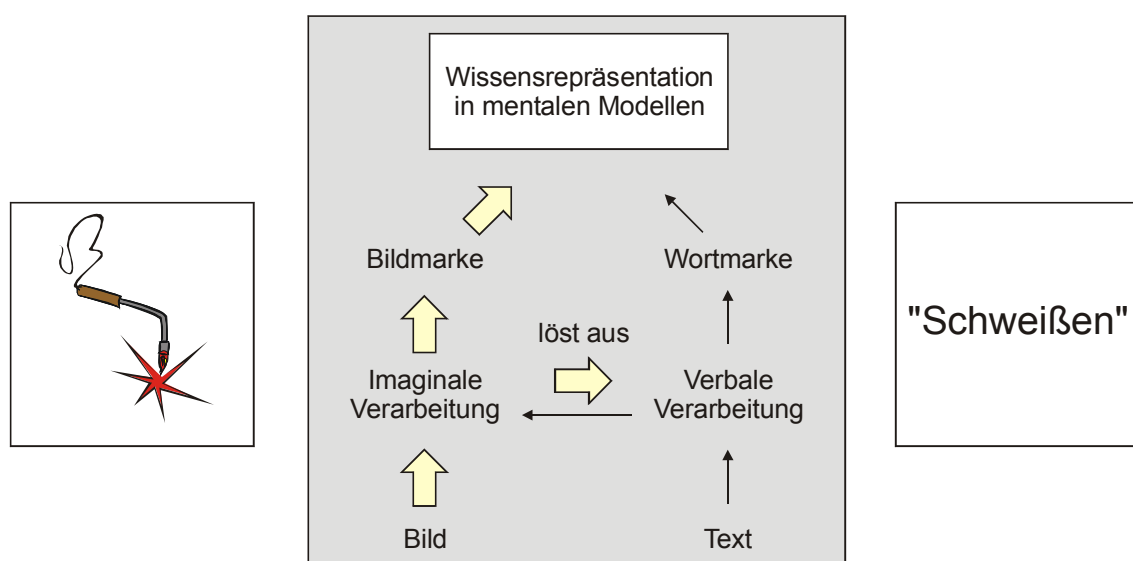 Wissensrepräsentation
in mentalen Modellen
Bildmarke
Wortmarke
"Schweißen"
löst aus
Imaginale
Verarbeitung
Verbale
Verarbeitung
Bild
Text